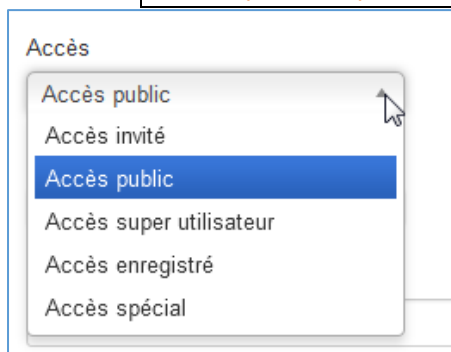 Accès
Accès public
Accès invité
Accès public
Accès super utilisateur
Accès enregistré
Accès spécial